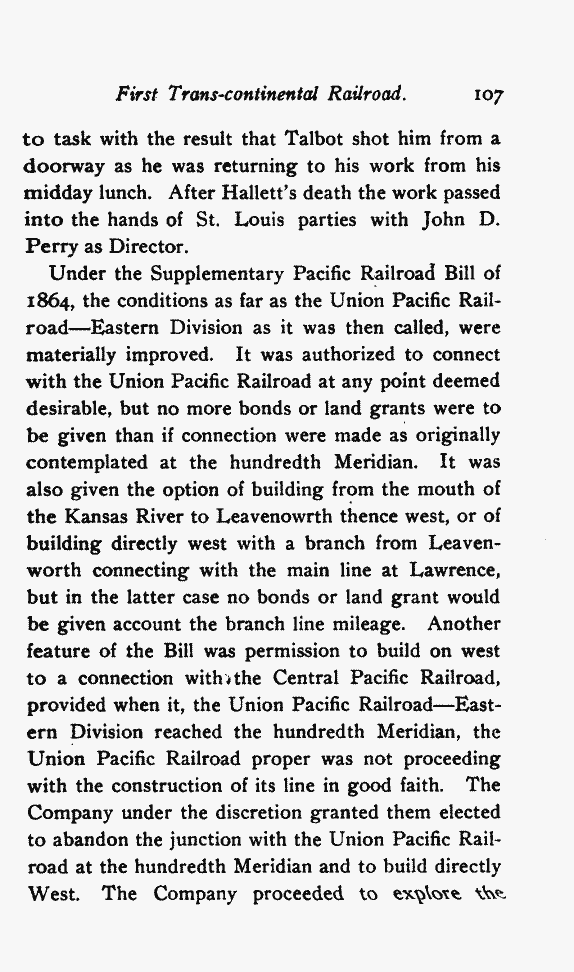 First Trans-continental Railroad. 107
to task with the result that Talbot shot him from a
doorway as he was returning to his work from his
midday lunch. After Hallett's death the work passed
into the hands of St. Louis parties with John D.
Perry as Director.
Under the Supplementary Pacific Railroad Bill of
1864, the conditions as far as the Union Pacific Rail-
road—Eastern Division as it was then called, were
materially improved. It was authorized to connect
with the Union Pacific Railroad at any point deemed
desirable, but no more bonds or land grants were to
be given than if connection were made as originally
contemplated at the hundredth Meridian. It was
also given the option of building from the mouth of
the Kansas River to Leavenowrth thence west, or of
building directly west with a branch from Leaven-
worth connecting with the main line at Lawrence,
but in the latter case no bonds or land grant would
be given account the branch line mileage. Another
feature of the Bill was permission to build on west
to a connection with the Central Pacific Railroad,
provided when it, the Union Pacific Railroad—East-
ern Division reached the hundredth Meridian, the
Union Pacific Railroad proper was not proceeding
with the construction of its line in good faith. The
Company under the discretion granted them elected
to abandon the junction with the Union Pacific Rail-
road at the hundredth Meridian and to build directly
West. The Company proceeded to explore the